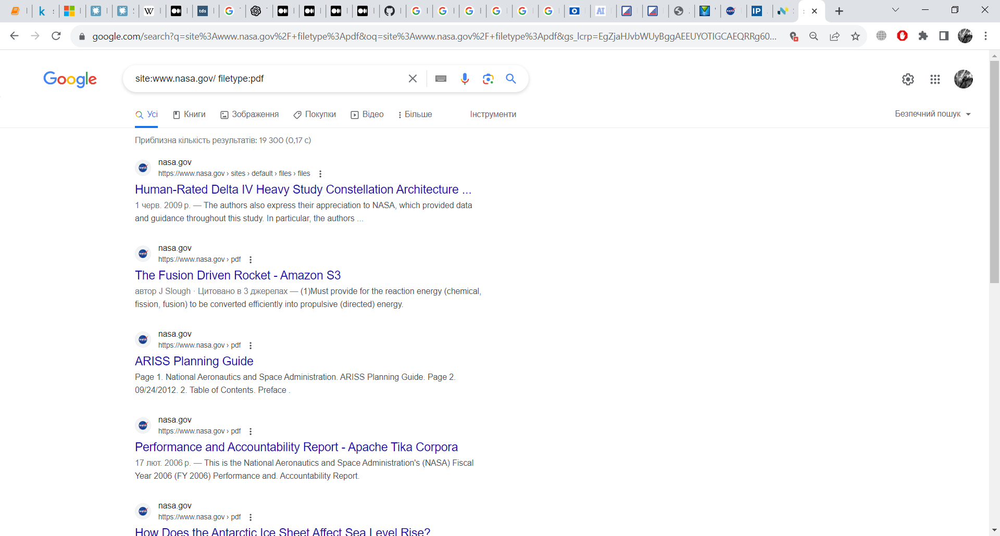 google.com/search?q=site%3Awww.nasa.gov%2F+filetype%3Apdf&oq=site%3Awww.nasa.gov%2F+filetype%3Apdf&gs_lcrp=EgZjaHJvbWUyBggAEEUYOTIGCAEQRRg60...
Google
site:www.nasa.gov/ filetype:pdf
Усі Книги Зображення Покупки Відео Більше Інструменти Безпечний пошук
Приблизна кількість результатів: 19 300 (0,17 с)
nasa.gov
https://www.nasa.gov › sites › default › files › files
Human-Rated Delta IV Heavy Study Constellation Architecture ...
1 черв. 2009 р. — The authors also express their appreciation to NASA, which provided data
and guidance throughout this study. In particular, the authors ...
nasa.gov
https://www.nasa.gov › pdf
The Fusion Driven Rocket - Amazon S3
автор J Slough · Цитовано в 3 джерелах — (1)Must provide for the reaction energy (chemical,
fission, fusion) to be converted efficiently into propulsive (directed) energy.
nasa.gov
https://www.nasa.gov › pdf
ARISS Planning Guide
Page 1. National Aeronautics and Space Administration. ARISS Planning Guide. Page 2.
09/24/2012. 2. Table of Contents. Preface .
nasa.gov
https://www.nasa.gov › pdf
Performance and Accountability Report - Apache Tika Corpora
17 лют. 2006 р. — This is the National Aeronautics and Space Administration's (NASA) Fiscal
Year 2006 (FY 2006) Performance and. Accountability Report.
nasa.gov
https://www.nasa.gov › pdf
How Does the Antarctic Ice Sheet Affect Sea Level Rise?